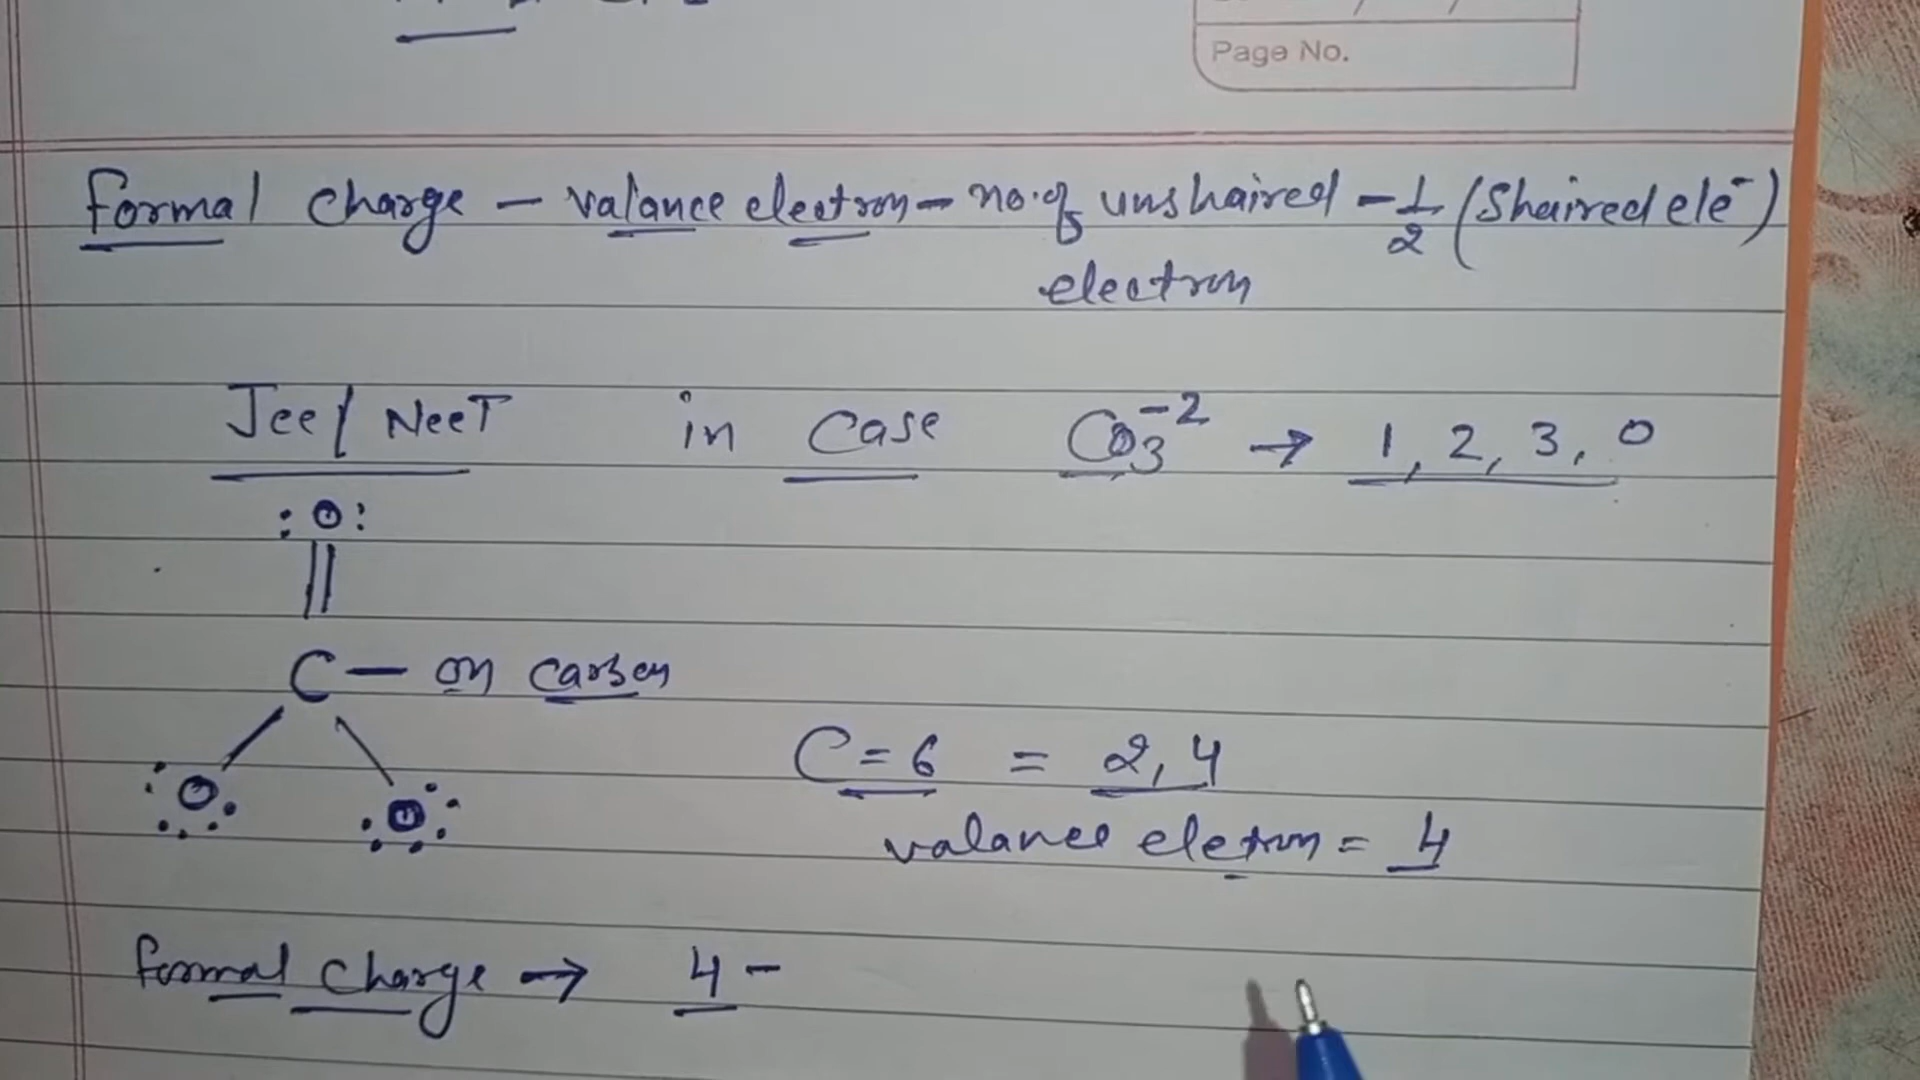 Page No.
formal charge - valance electron - no. of unshaired - 1/2 (Shaired ele⁻)
electron
Jee/ NeeT in case CO₃⁻² → 1, 2, 3, 0
:O:
||
C - on carbon
O O
C = 6 = 2, 4
valance eletron = 4
formal charge → 4 -